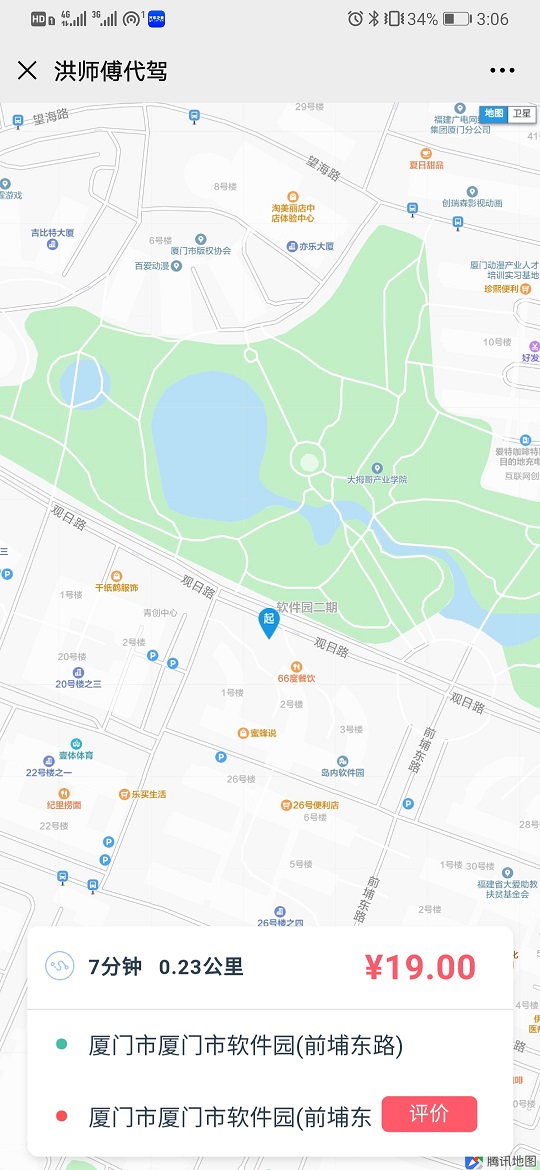 HD 4G 3G 1 34% 3:06
洪师傅代驾
望海路
29号楼
福建广电网络
集团厦门分公司
地图 卫星
望海路
夏日甜品
8号楼
淘美丽店中
店体验中心
创瑞森影视动画
吉比特大厦
6号楼
厦门市版权协会
亦乐大厦
百爱动漫
厦门动漫产业人才
培训实习基地
珍熙便利
10号楼
好发
爱特咖啡特斯
目的地充电
互联网创
大拇哥产业学院
观日路
三
观日路
软件园二期
起
1号楼
千纸鹤服饰
青创中心
观日路
2号楼
20号楼
66度餐饮
20号楼之三
1号楼
2号楼
观日路
3号楼
蜜蜂说
前埔东路
壹体体育
22号楼之一
岛内软件园
26号楼
纪里捞面
乐买生活
26号便利店
6号楼
22号楼
28号
5号楼
1号楼 30号楼
福建省大爱助教
扶贫基金会
前埔东路
2号楼
26号楼之四
7分钟 0.23公里
¥19.00
4号楼
厦门市厦门市软件园(前埔东路)
厦门市厦门市软件园(前埔东
评价
腾讯地图